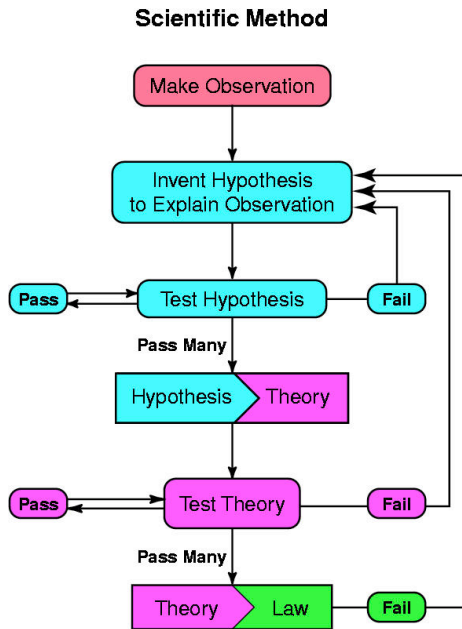 Scientific Method
Make Observation
Invent Hypothesis
to Explain Observation
Pass
Test Hypothesis
Fail
Pass Many
Hypothesis
Theory
Pass
Test Theory
Fail
Pass Many
Theory
Law
Fail